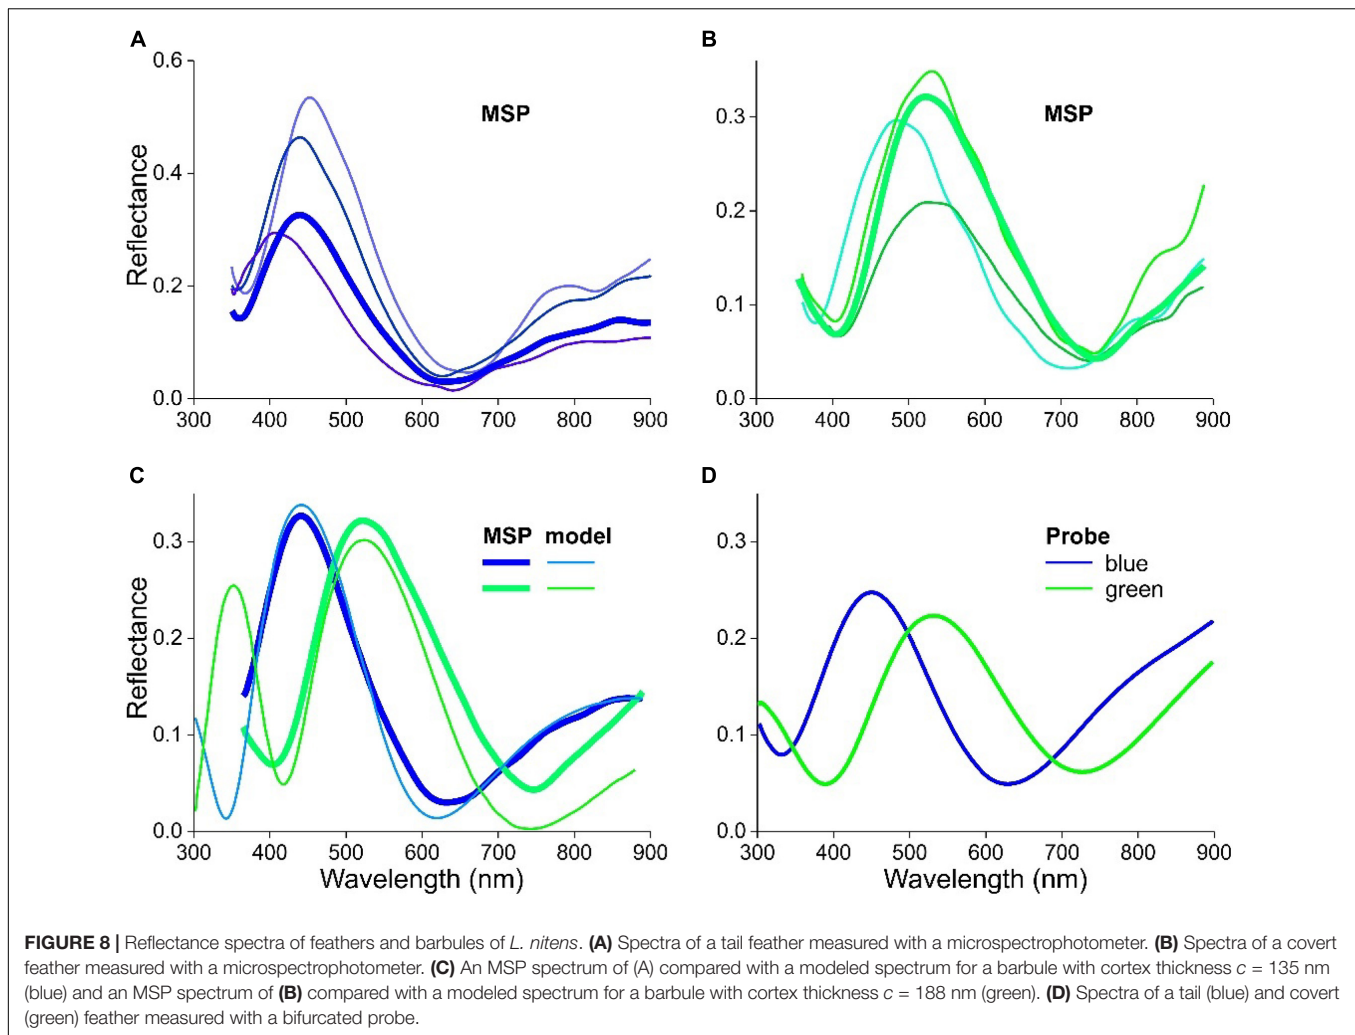 A
B
0.6
0.4
0.2
0.0
Reflectance
MSP
300 400 500 600 700 800 900
0.3
0.2
0.1
0.0
MSP
300 400 500 600 700 800 900
C
D
0.3
0.2
0.1
0.0
Reflectance
MSP model
300 400 500 600 700 800 900
Wavelength (nm)
0.3
0.2
0.1
0.0
Probe
blue
green
300 400 500 600 700 800 900
Wavelength (nm)
FIGURE 8 | Reflectance spectra of feathers and barbules of L. nitens. (A) Spectra of a tail feather measured with a microspectrophotometer. (B) Spectra of a covert
feather measured with a microspectrophotometer. (C) An MSP spectrum of (A) compared with a modeled spectrum for a barbule with cortex thickness c = 135 nm
(blue) and an MSP spectrum of (B) compared with a modeled spectrum for a barbule with cortex thickness c = 188 nm (green). (D) Spectra of a tail (blue) and covert
(green) feather measured with a bifurcated probe.